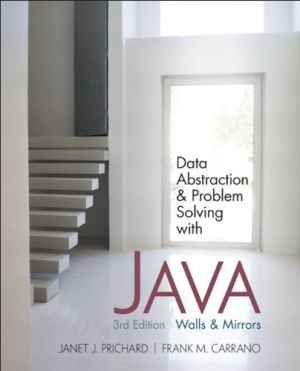 Data
Abstraction
& Problem
Solving
with
JAVA
3rd Edition Walls & Mirrors
JANET J. PRICHARD | FRANK M. CARRANO